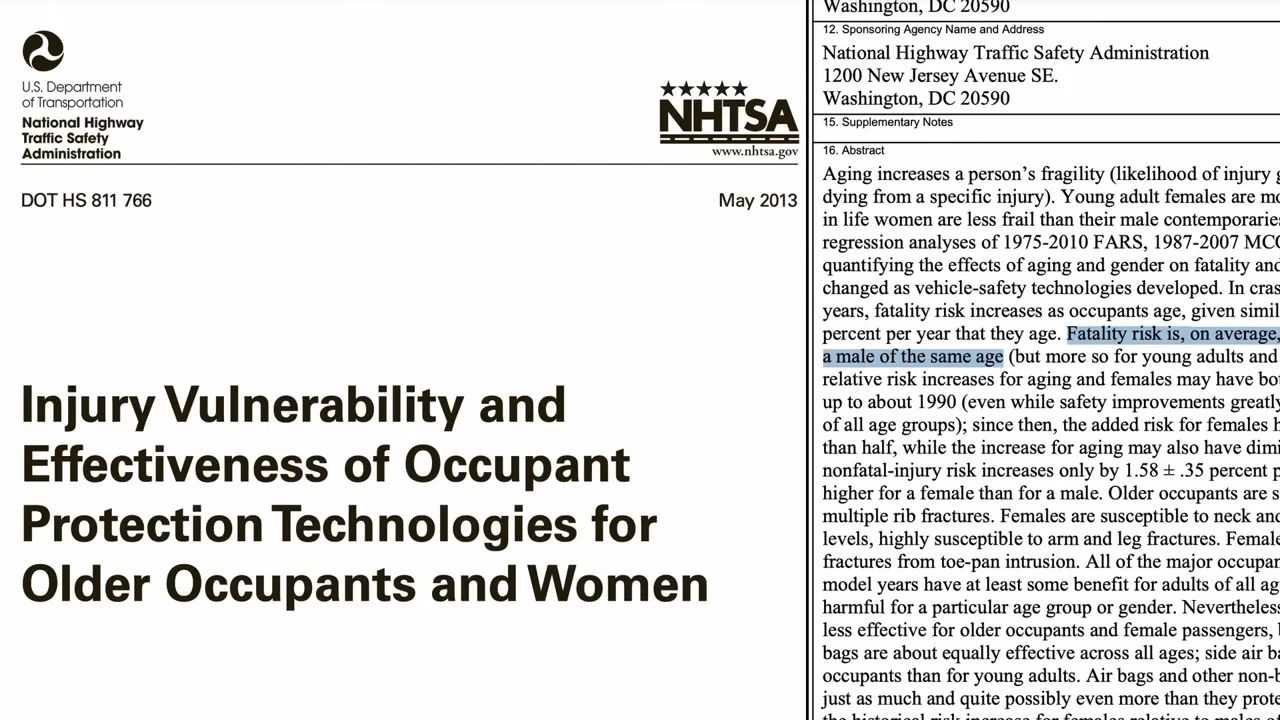 U.S. Department
of Transportation
National Highway
Traffic Safety
Administration
NHTSA
www.nhtsa.gov
DOT HS 811 766
May 2013
Injury Vulnerability and
Effectiveness of Occupant
Protection Technologies for
Older Occupants and Women
Washington, DC 20590
12. Sponsoring Agency Name and Address
National Highway Traffic Safety Administration
1200 New Jersey Avenue SE.
Washington, DC 20590
15. Supplementary Notes
16. Abstract
Aging increases a person's fragility (likelihood of injury
dying from a specific injury). Young adult females are
in life women are less frail than their male
regression analyses of 1975-2010 FARS, 1987-2007
quantifying the effects of aging and gender on fatality and
changed as vehicle-safety technologies developed. In
years, fatality risk increases as occupants age, given
percent per year that they age. Fatality risk is, on average,
a male of the same age (but more so for young adults and
relative risk increases for aging and females may have
up to about 1990 (even while safety improvements greatly
of all age groups); since then, the added risk for females
than half, while the increase for aging may also have
nonfatal-injury risk increases only by 1.58 ± .35 percent
higher for a female than for a male. Older occupants are
multiple rib fractures. Females are susceptible to neck and
levels, highly susceptible to arm and leg fractures.
fractures from toe-pan intrusion. All of the major
model years have at least some benefit for adults of all
harmful for a particular age group or gender. Nevertheless
less effective for older occupants and female passengers,
bags are about equally effective across all ages; side air
occupants than for young adults. Air bags and other
just as much and quite possibly even more than they